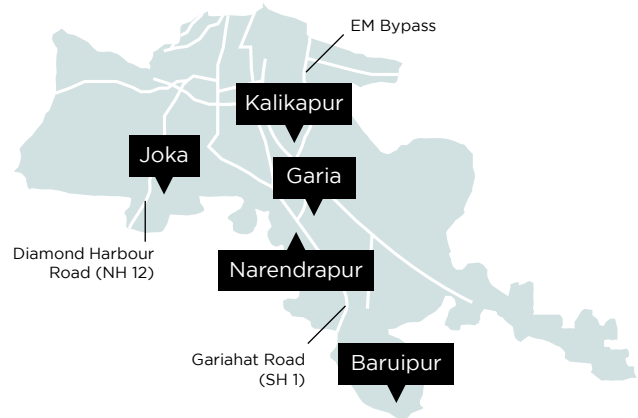 EM Bypass
Kalikapur
Joka
Garia
Diamond Harbour
Road (NH 12)
Narendrapur
Gariahat Road
(SH 1)
Baruipur